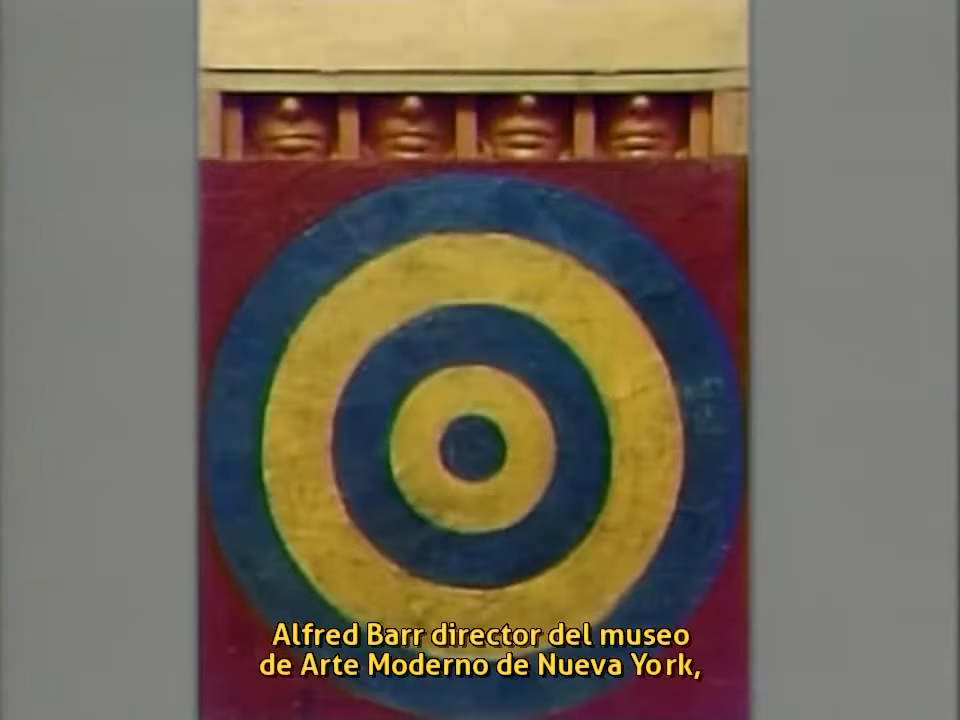 Alfred Barr director del museo
de Arte Moderno de Nueva York,